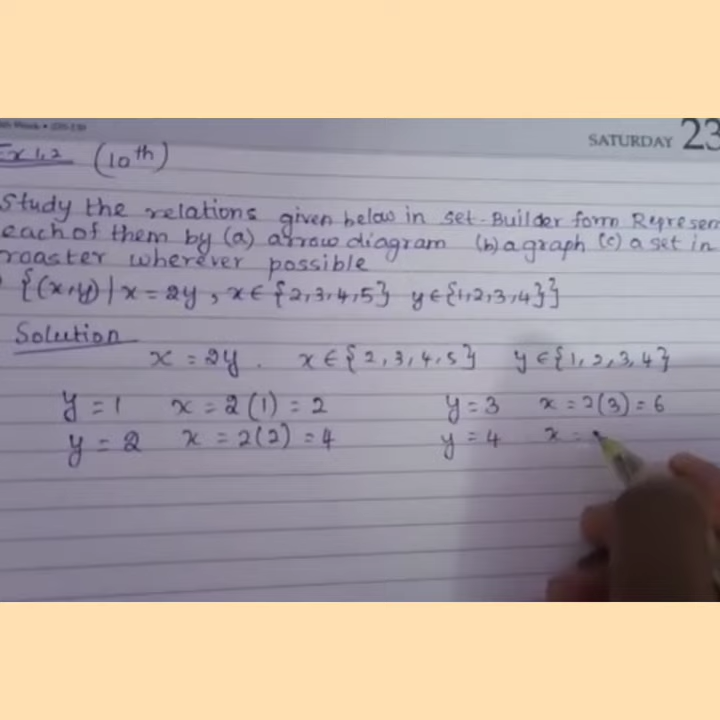 SATURDAY 23
Ex 1.2 (10th)
Study the relations given below in set-Builder form Represen
each of them by (a) arrow diagram (b) a graph (c) a set in
roaster wherever possible
{(x,y) | x = 2y, x ∈ {2,3,4,5} y ∈ {1,2,3,4}}
Solution
x = 2y . x ∈ {2,3,4,5} y ∈ {1,2,3,4}
y = 1 x = 2(1) = 2 y = 3 x = 2(3) = 6
y = 2 x = 2(2) = 4 y = 4 x =